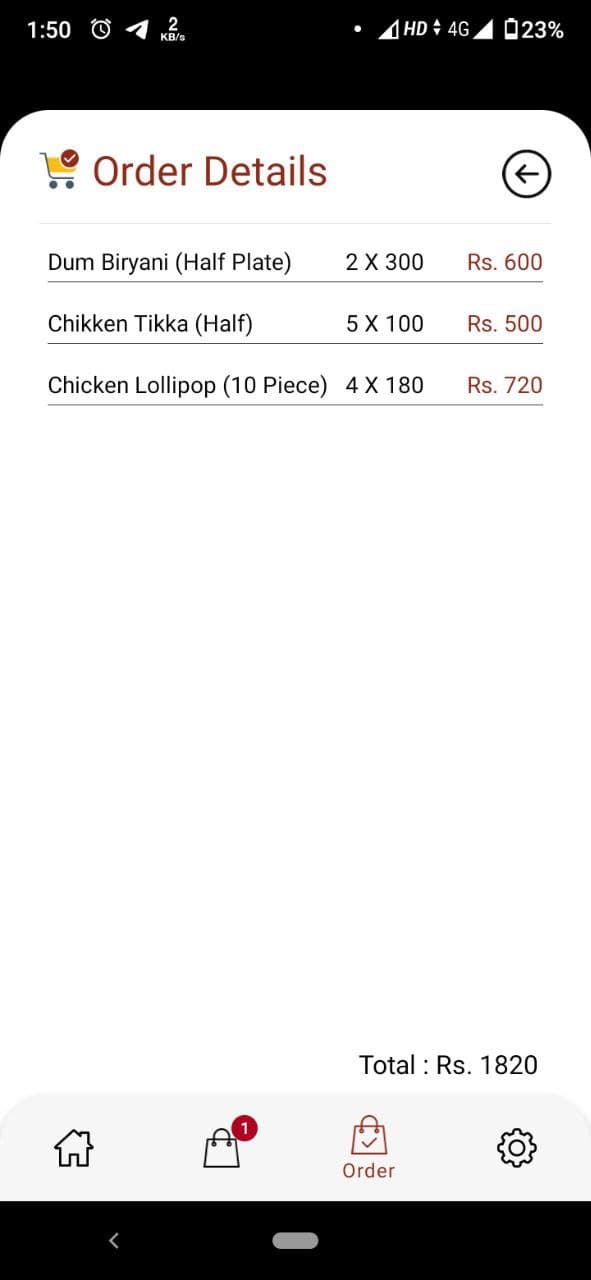 1:50 2 KB/s HD 4G 23%
Order Details
Dum Biryani (Half Plate) 2 X 300 Rs. 600
Chikken Tikka (Half) 5 X 100 Rs. 500
Chicken Lollipop (10 Piece) 4 X 180 Rs. 720
Total : Rs. 1820
1
Order